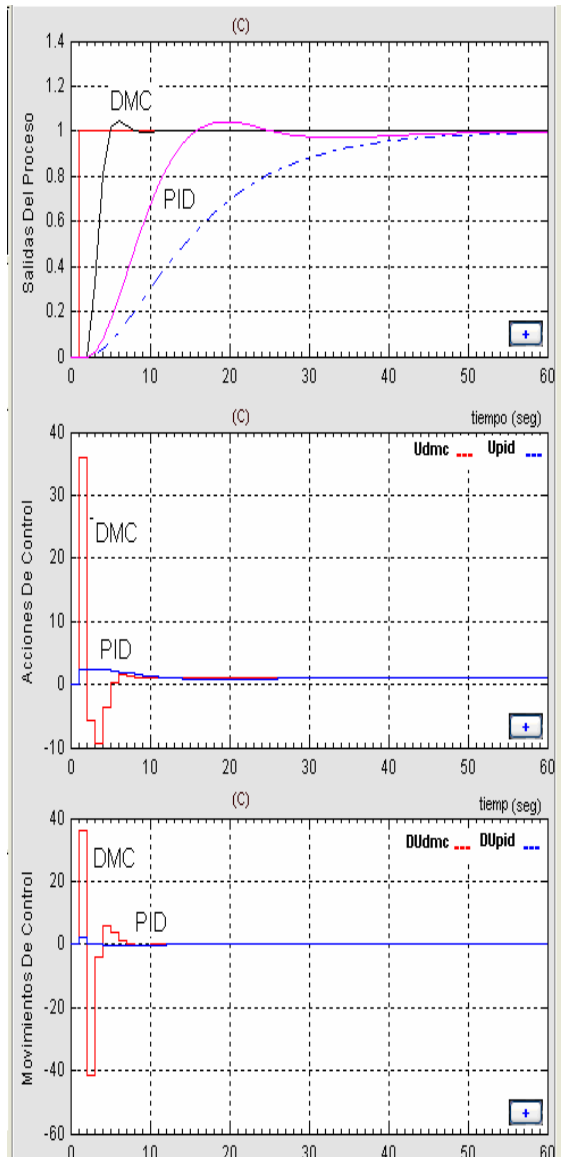 (C)
Salidas Del Proceso
1.4
1.2
1
0.8
0.6
0.4
0.2
0
DMC
PID
+
0 10 20 30 40 50 60
(C)
tiempo (seg)
Acciones De Control
40
30
20
10
0
-10
Udmc Upid
DMC
PID
+
0 10 20 30 40 50 60
(C)
tiemp (seg)
Movimientos De Control
40
20
0
-20
-40
-60
DUdmc DUpid
DMC
PID
+
0 10 20 30 40 50 60